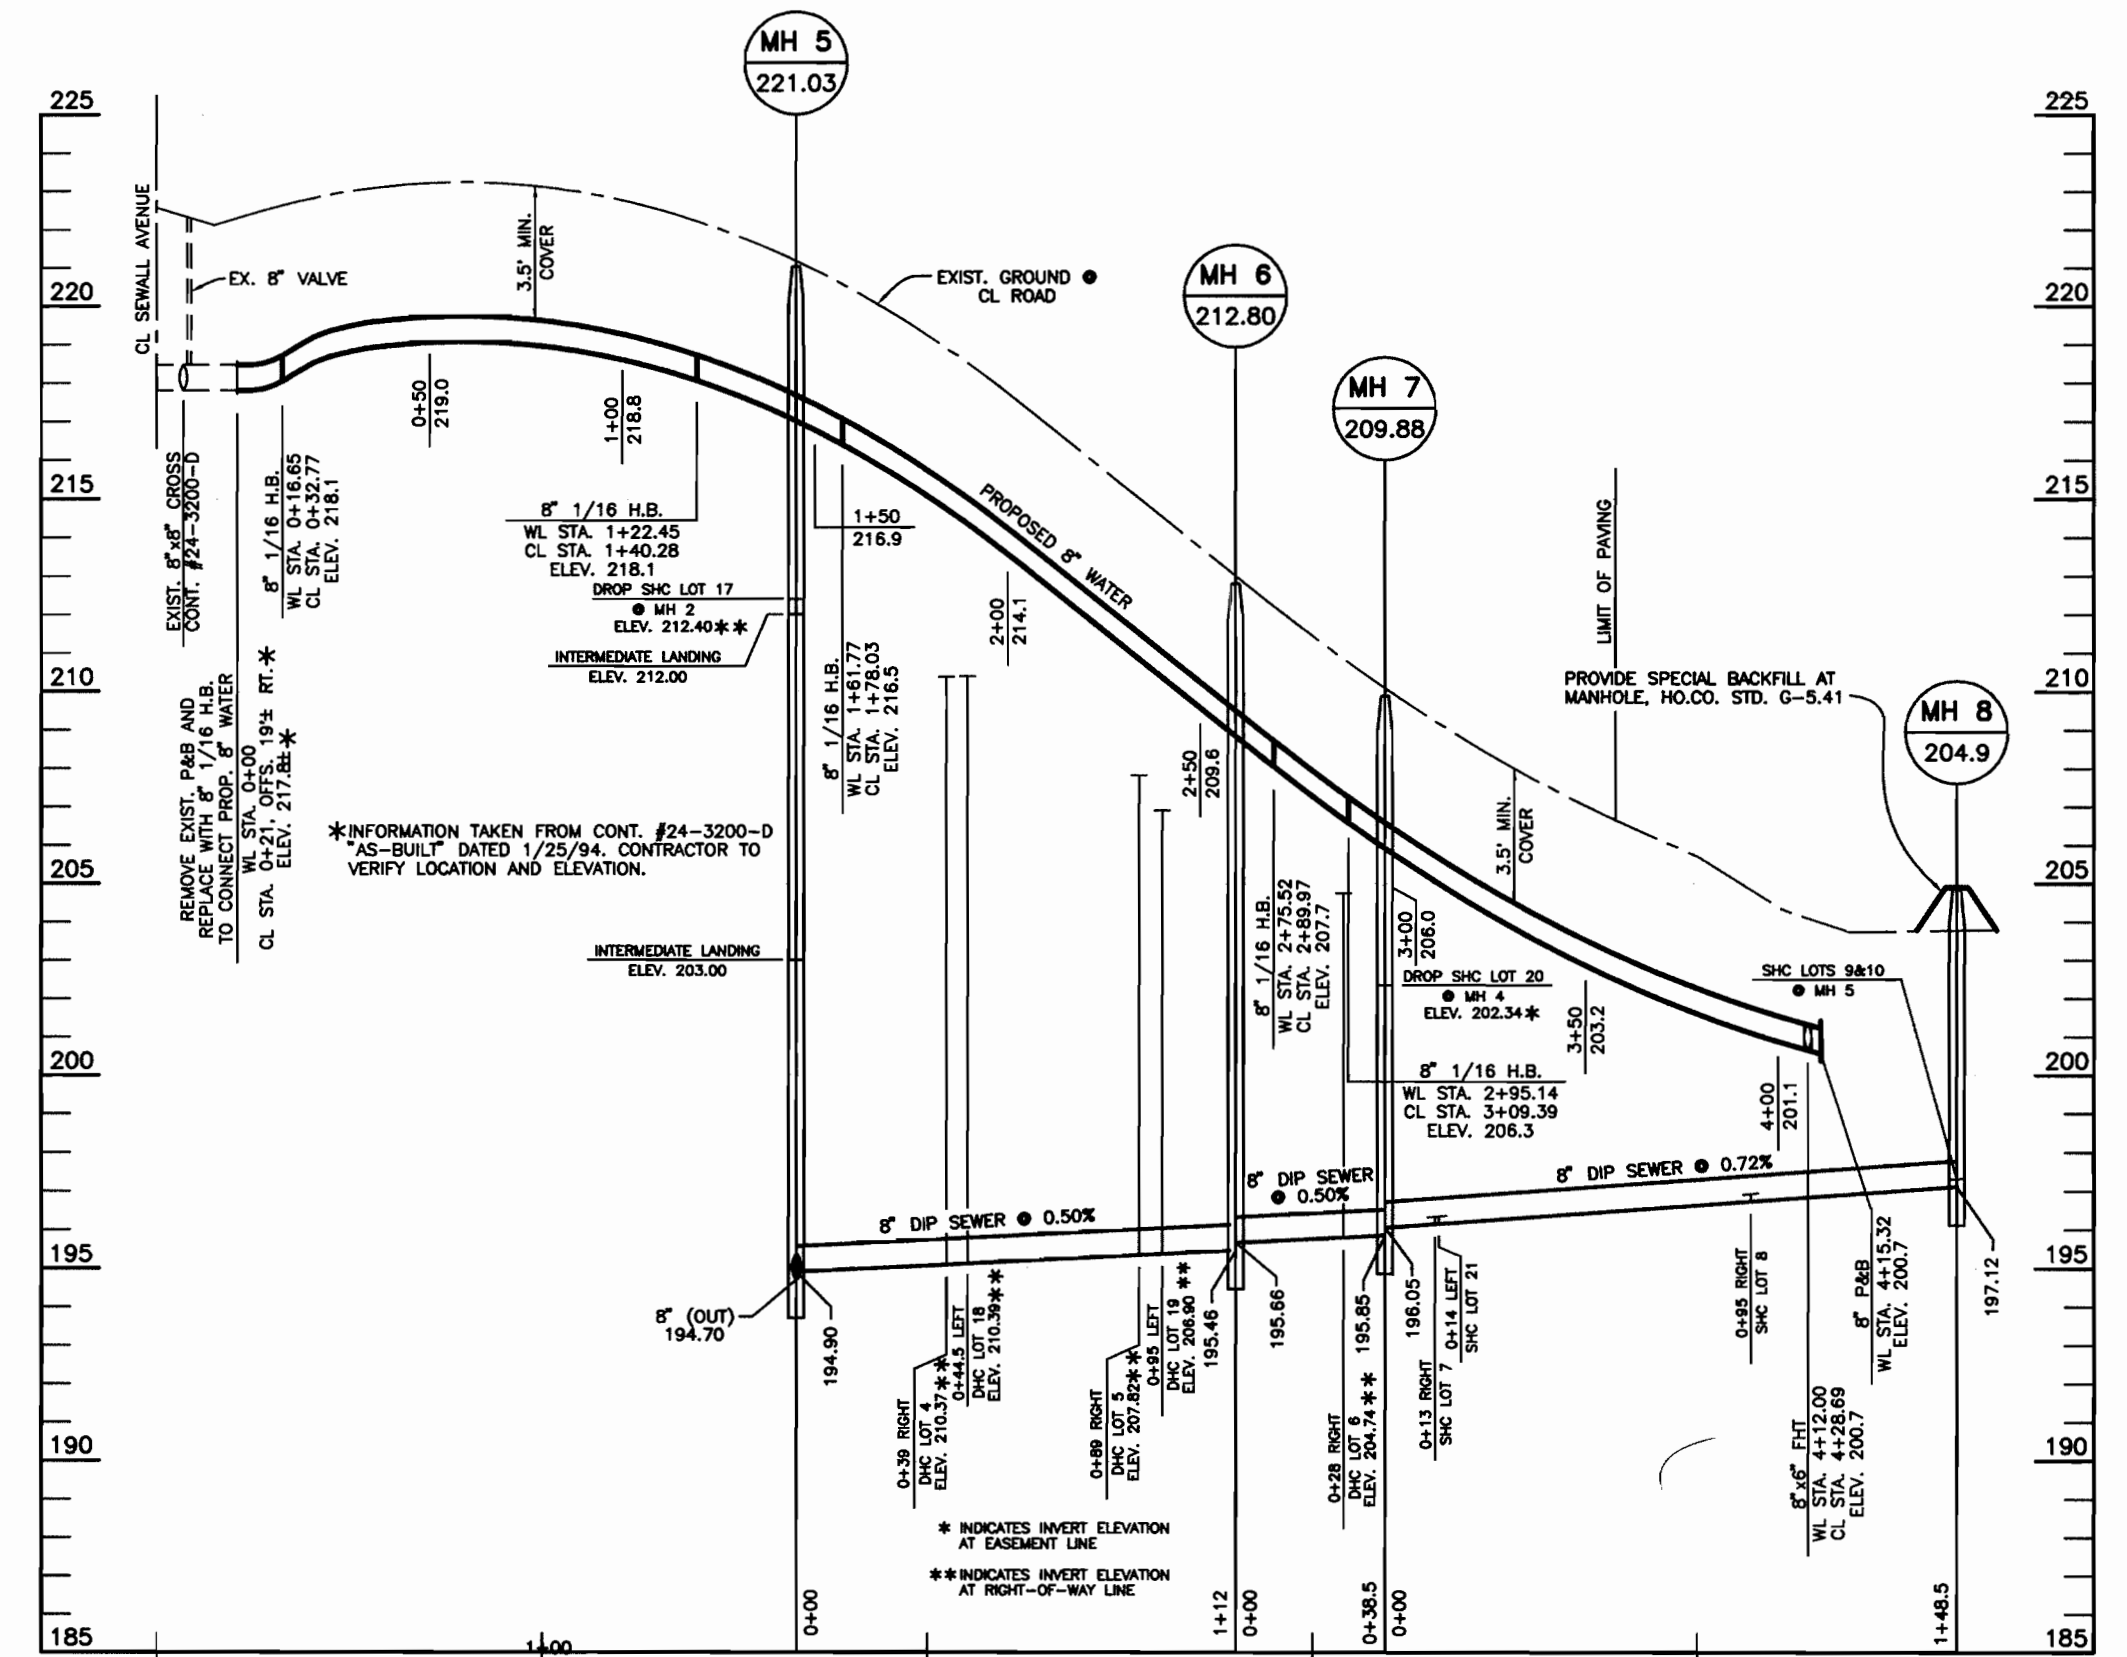 MH 5
221.03
225
225
CL SEWALL AVENUE
EX. 8" VALVE
3.5' MIN.
COVER
EXIST. GROUND @
CL ROAD
MH 6
212.80
220
220
MH 7
209.88
0+50
219.0
1+00
218.8
EXIST. 8"x8" CROSS
CONT. #24-3200-D
8" 1/16 H.B.
WL STA. 0+16.65
CL STA. 0+32.77
ELEV. 218.1
215
215
8" 1/16 H.B.
WL STA. 1+22.45
CL STA. 1+40.28
ELEV. 218.1
1+50
216.9
PROPOSED 8" WATER
LIMIT OF PAVING
DROP SHC LOT 17
@ MH 2
ELEV. 212.40**
INTERMEDIATE LANDING
ELEV. 212.00
2+00
214.1
8" 1/16 H.B.
WL STA. 1+61.77
CL STA. 1+78.03
ELEV. 216.5
210
210
PROVIDE SPECIAL BACKFILL AT
MANHOLE, HO.CO. STD. G-5.41
MH 8
204.9
REMOVE EXIST. P&B AND
REPLACE WITH 8" 1/16 H.B.
TO CONNECT PROP. 8" WATER
WL STA. 0+00
CL STA. 0+21, OFFS. 19'± RT.*
ELEV. 217.8±*
*INFORMATION TAKEN FROM CONT. #24-3200-D
"AS-BUILT" DATED 1/25/94. CONTRACTOR TO
VERIFY LOCATION AND ELEVATION.
2+50
209.6
3.5' MIN.
COVER
205
205
INTERMEDIATE LANDING
ELEV. 203.00
8" 1/16 H.B.
WL STA. 2+75.52
CL STA. 2+89.97
ELEV. 207.7
3+00
206.0
DROP SHC LOT 20
@ MH 4
ELEV. 202.34*
SHC LOTS 9&10
@ MH 5
3+50
203.2
200
200
8" 1/16 H.B.
WL STA. 2+95.14
CL STA. 3+09.39
ELEV. 206.3
4+00
201.1
8" DIP SEWER @ 0.50%
8" DIP SEWER
@ 0.50%
8" DIP SEWER @ 0.72%
195
195
8" (OUT)
194.70
194.90
0+39 RIGHT
DHC LOT 4
ELEV. 210.37**
0+44.5 LEFT
DHC LOT 18
ELEV. 210.39**
0+89 RIGHT
DHC LOT 5
ELEV. 207.82**
0+95 LEFT
DHC LOT 19
ELEV. 206.90 **
195.46
195.66
0+28 RIGHT
DHC LOT 6
ELEV. 204.74**
195.85
196.05
0+13 RIGHT
SHC LOT 7
0+14 LEFT
SHC LOT 21
0+95 RIGHT
SHC LOT 8
8" P&B
WL STA. 4+15.32
ELEV. 200.7
197.12
8"x6" FHT
WL STA. 4+12.00
CL STA. 4+28.69
ELEV. 200.7
190
190
* INDICATES INVERT ELEVATION
AT EASEMENT LINE
**INDICATES INVERT ELEVATION
AT RIGHT-OF-WAY LINE
0+00
1+12
0+00
0+38.5
0+00
1+48.5
185
185
1+00